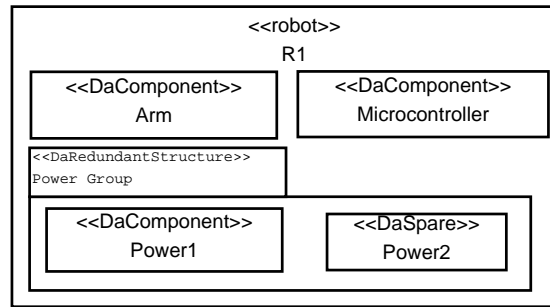 <<robot>>
R1
<<DaComponent>>
Arm
<<DaComponent>>
Microcontroller
<<DaRedundantStructure>>
Power Group
<<DaComponent>>
Power1
<<DaSpare>>
Power2